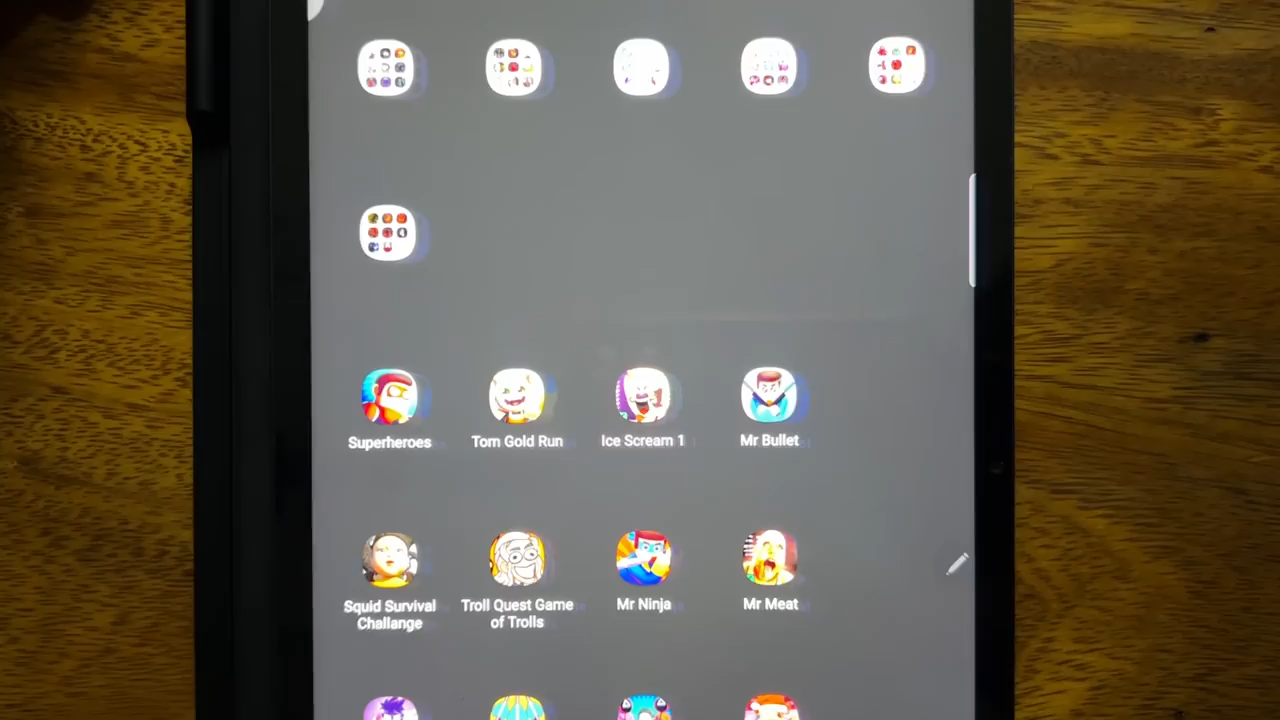 Superheroes
Tom Gold Run
Ice Scream 1
Mr Bullet
Squid Survival
Challange
Troll Quest Game
of Trolls
Mr Ninja
Mr Meat